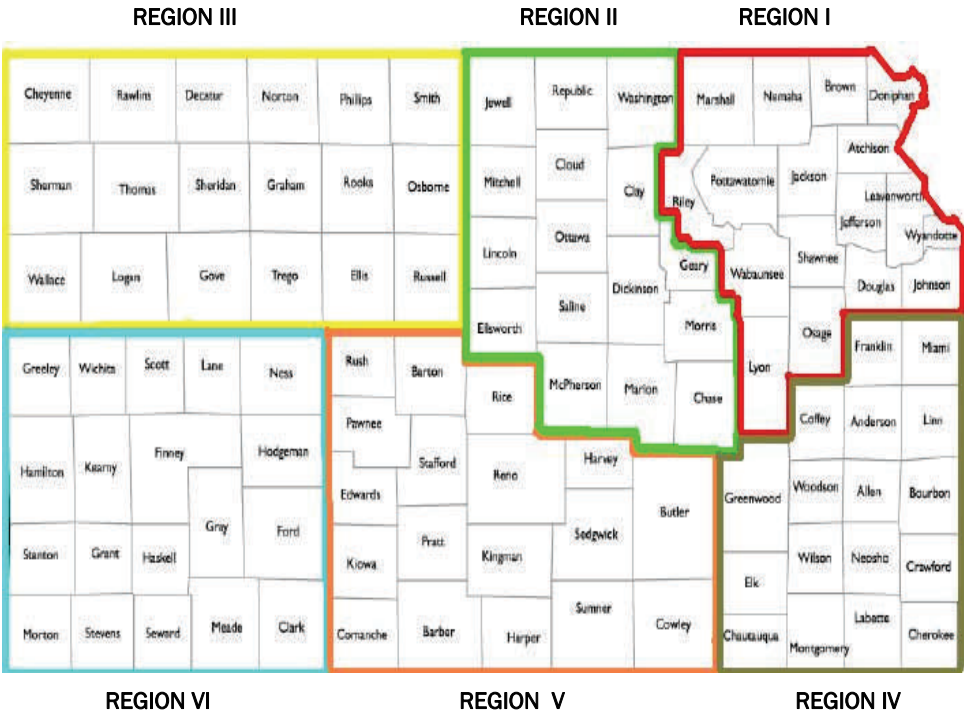 REGION III REGION II REGION I
Cheyenne Rawlins Decatur Norton Phillips Smith
Jewell Republic Washington
Marshall Nemaha Brown Doniphan
Atchison
Sherman Thomas Sheridan Graham Rooks Osborne
Mitchell Cloud Clay
Riley Pottawatomie Jackson
Leavenworth
Jefferson
Wyandotte
Wallace Logan Gove Trego Ellis Russell
Lincoln Ottawa
Dickinson Geary
Wabaunsee Shawnee Douglas Johnson
Saline
Ellsworth
Morris
Lyon Osage
Franklin Miami
Greeley Wichita Scott Lane Ness
Rush Barton
Rice McPherson Marion Chase
Coffey Anderson Linn
Pawnee
Hamilton Kearny Finney Hodgeman
Stafford
Reno Harvey
Edwards
Butler
Greenwood Woodson Allen Bourbon
Stanton Grant Haskell Gray Ford
Kiowa Pratt Kingman Sedgwick
Elk Wilson Neosho Crawford
Morton Stevens Seward Meade Clark
Comanche Barber Harper Sumner Cowley
Chautauqua Montgomery Labette Cherokee
REGION VI REGION V REGION IV